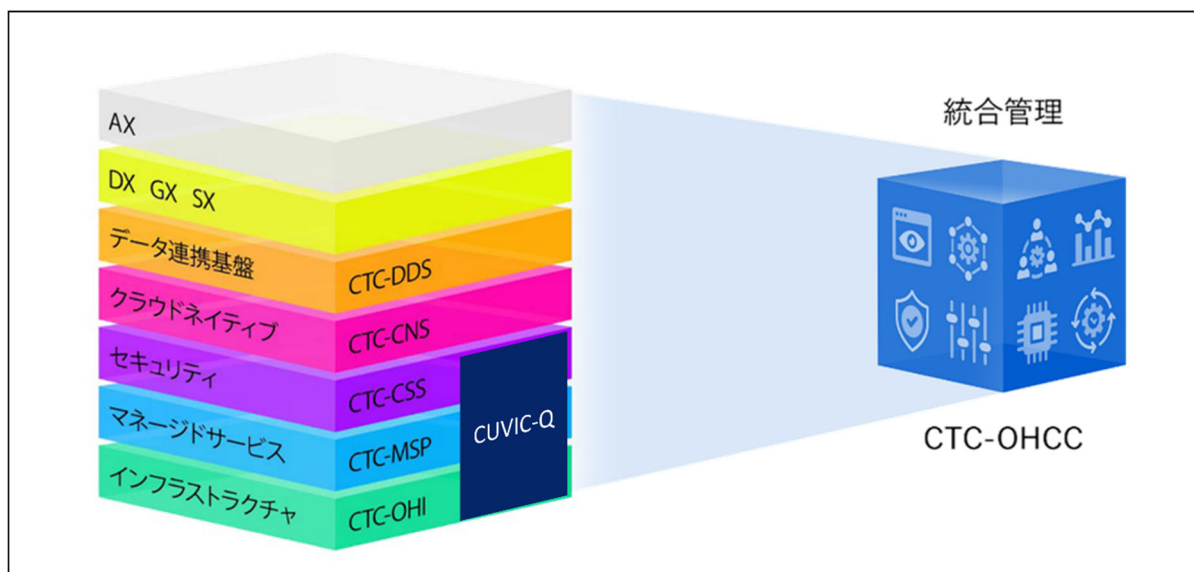 AX
DX GX SX
データ連携基盤
CTC-DDS
クラウドネイティブ
CTC-CNS
セキュリティ
CTC-CSS
マネージドサービス
CTC-MSP
インフラストラクチャ
CTC-OHI
CUVIC-Q
統合管理
CTC-OHCC